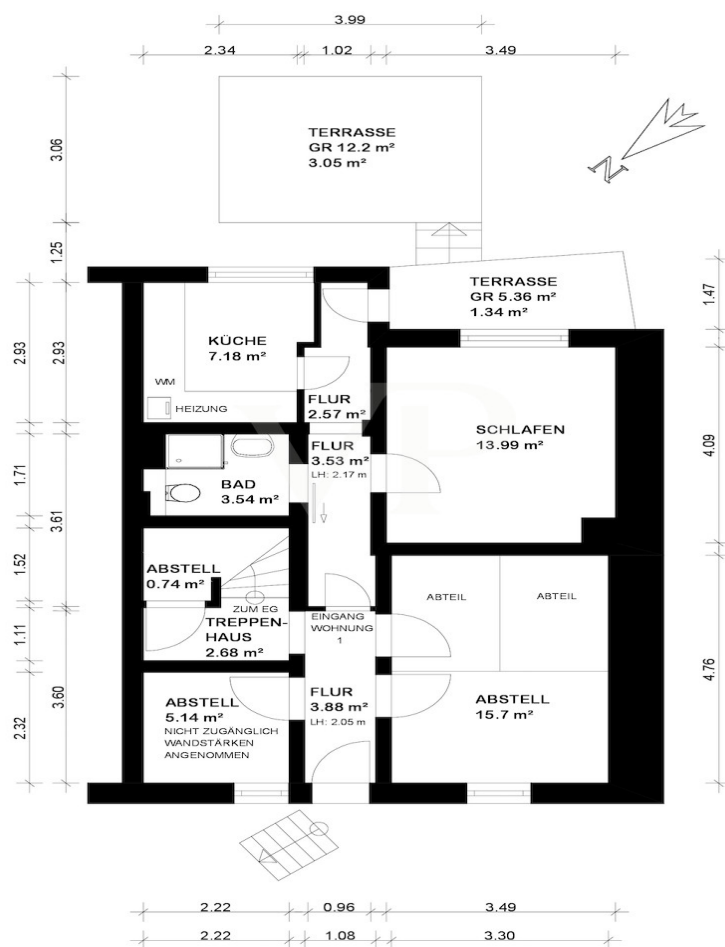 3.99
2.34
1.02
3.49
TERRASSE
GR 12.2 m²
3.05 m²
N
3.06
1.25
TERRASSE
GR 5.36 m²
1.34 m²
1.47
2.93
2.93
KÜCHE
7.18 m²
WM
HEIZUNG
FLUR
2.57 m²
SCHLAFEN
13.99 m²
4.09
FLUR
3.53 m²
LH: 2.17 m
BAD
3.54 m²
1.71
3.61
1.52
ABSTELL
0.74 m²
ZUM EG
TREPPEN-
HAUS
2.68 m²
1.11
EINGANG
WOHNUNG
1
ABTEIL
ABTEIL
ABSTELL
15.7 m²
4.76
FLUR
3.88 m²
LH: 2.05 m
ABSTELL
5.14 m²
NICHT ZUGÄNGLICH
WANDSTÄRKEN
ANGENOMMEN
2.32
3.60
2.22
0.96
3.49
2.22
1.08
3.30
VP